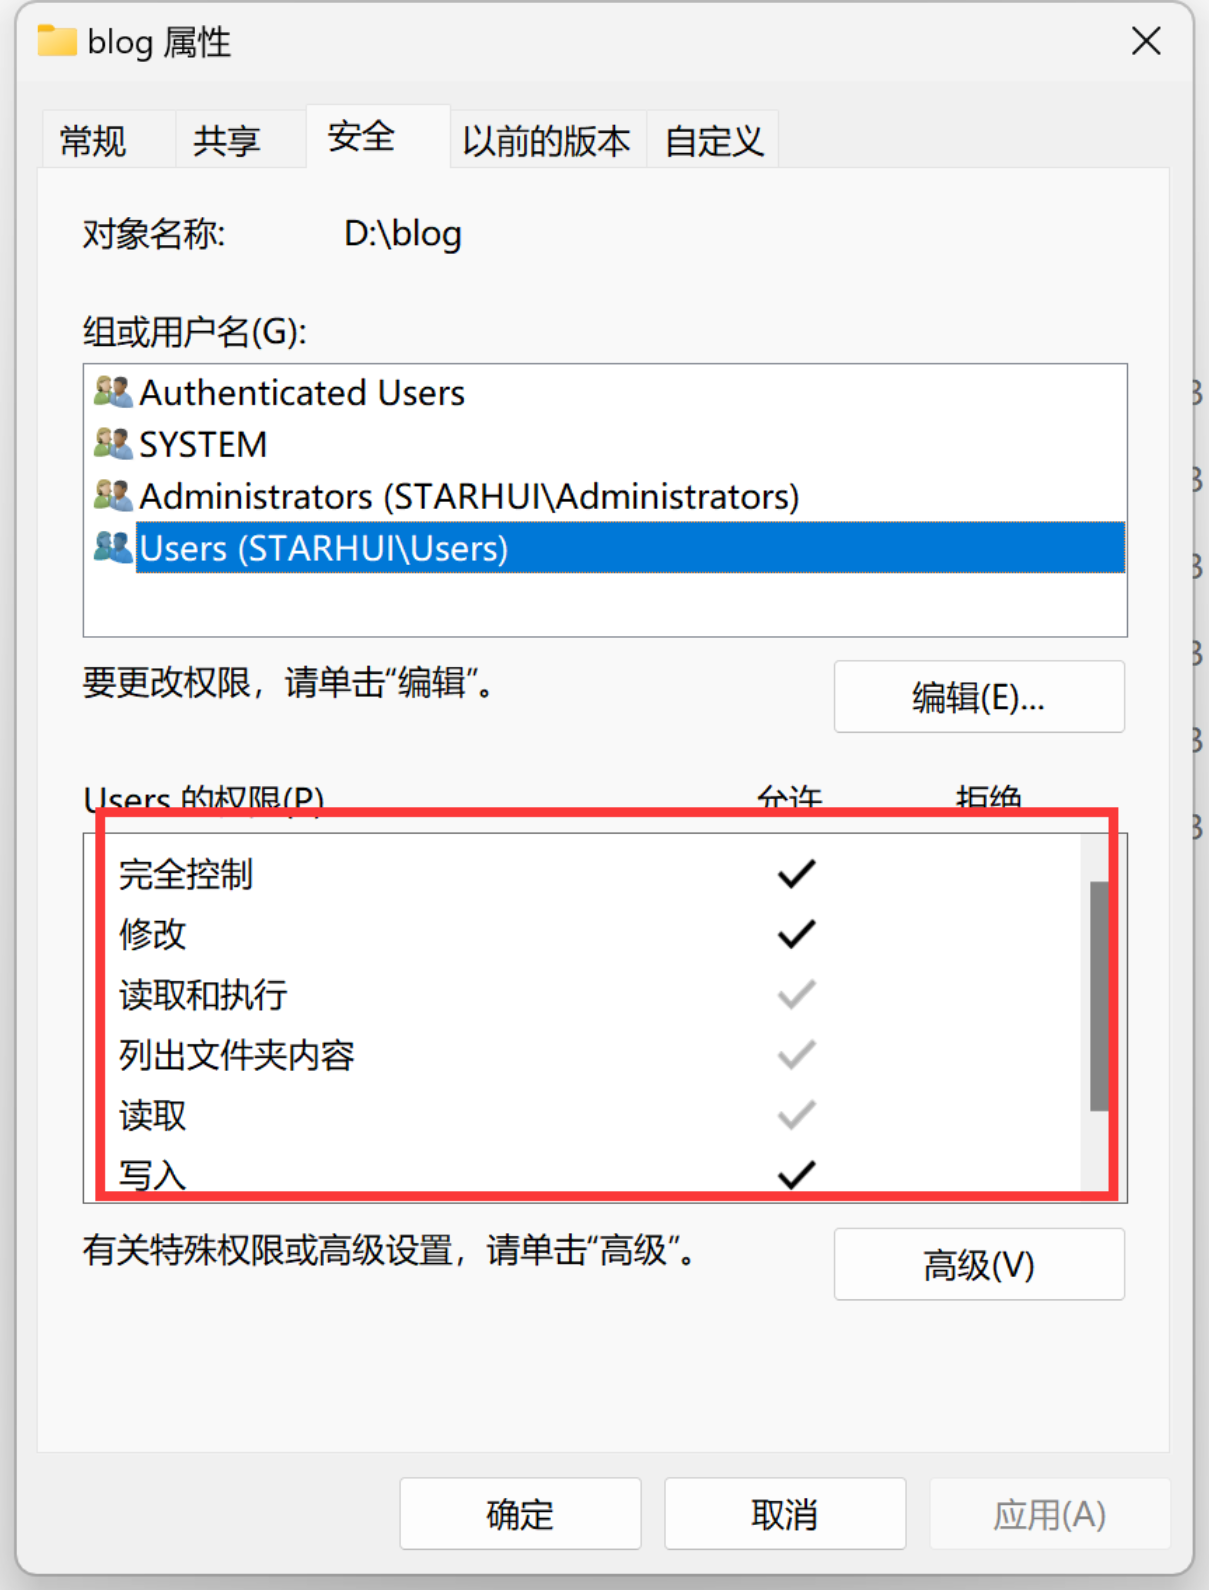 blog 属性
常规 共享 安全 以前的版本 自定义
对象名称: D:\blog
组或用户名(G):
Authenticated Users
SYSTEM
Administrators (STARHUI\Administrators)
Users (STARHUI\Users)
要更改权限，请单击“编辑”。
编辑(E)...
Users 的权限(P) 允许 拒绝
完全控制
修改
读取和执行
列出文件夹内容
读取
写入
有关特殊权限或高级设置，请单击“高级”。
高级(V)
确定 取消 应用(A)